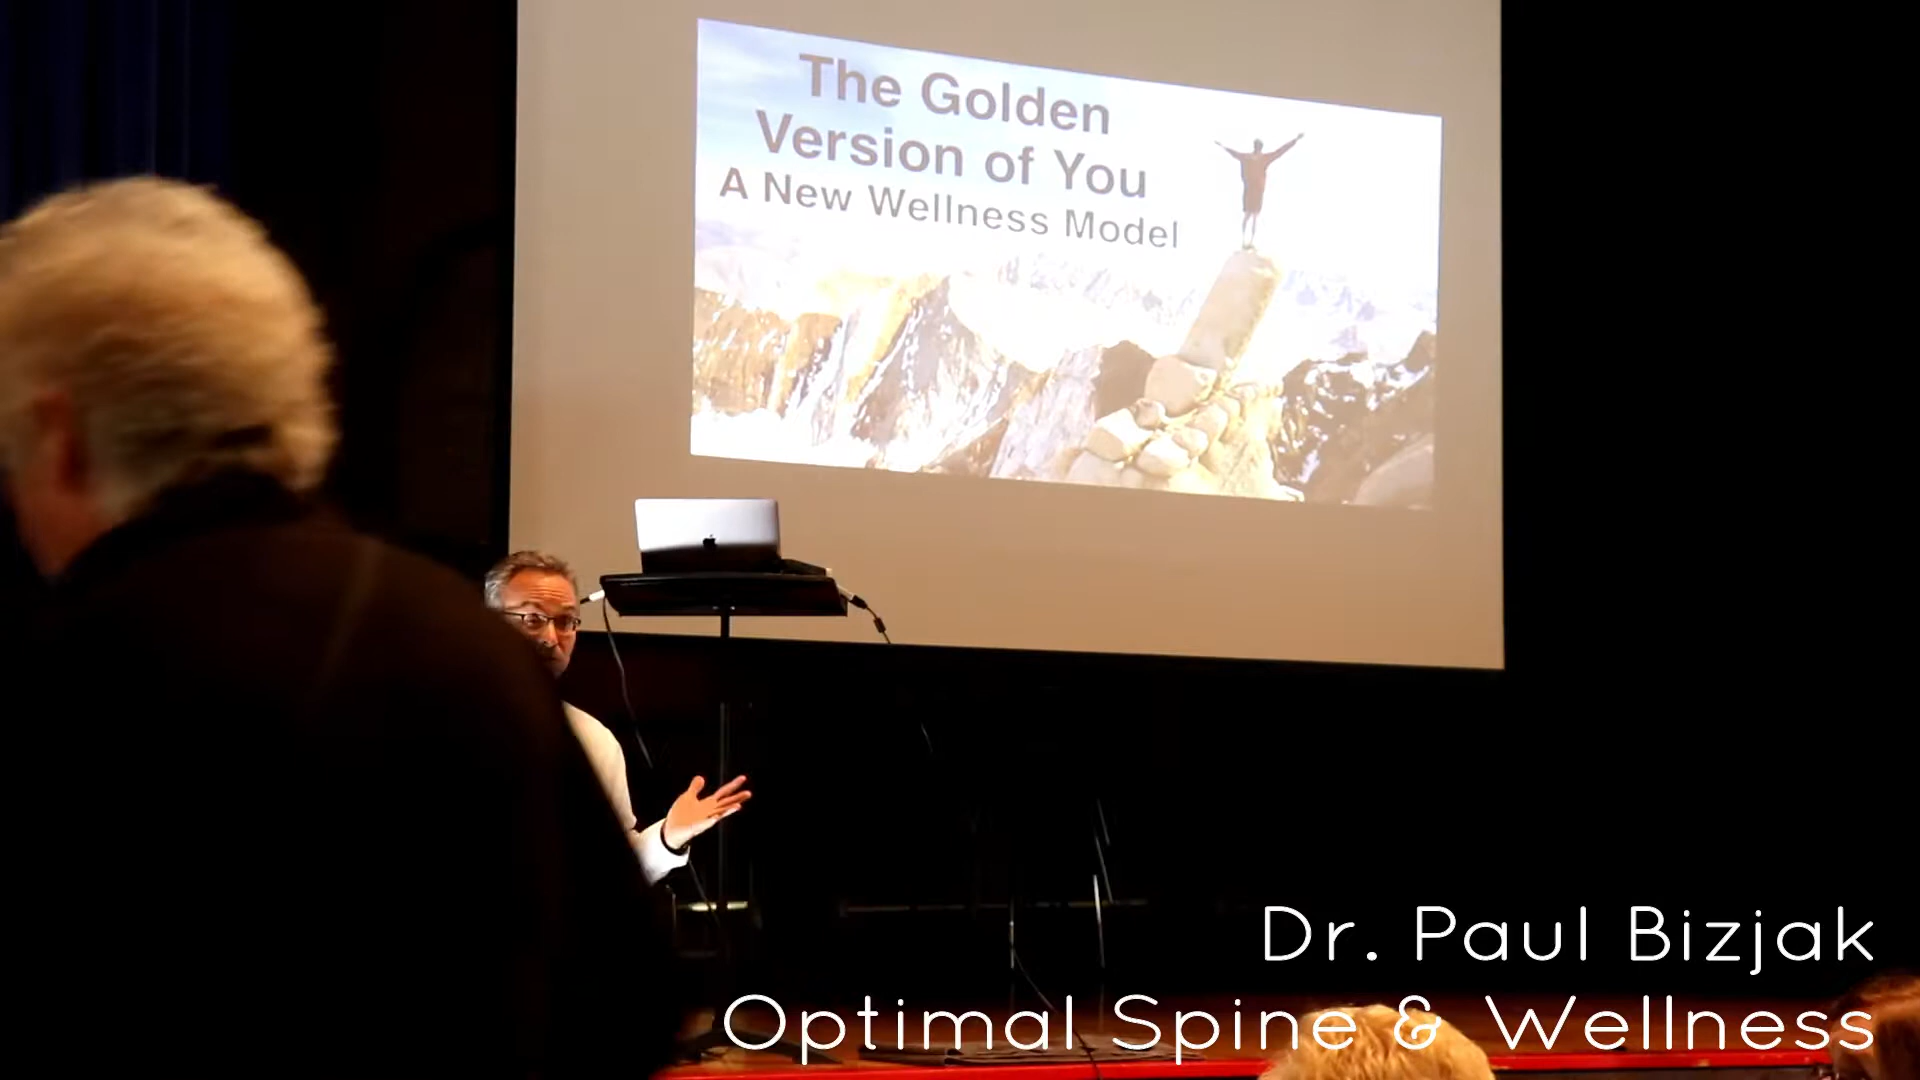 The Golden
Version of You
A New Wellness Model
Dr. Paul Bizjak
Optimal Spine & Wellness